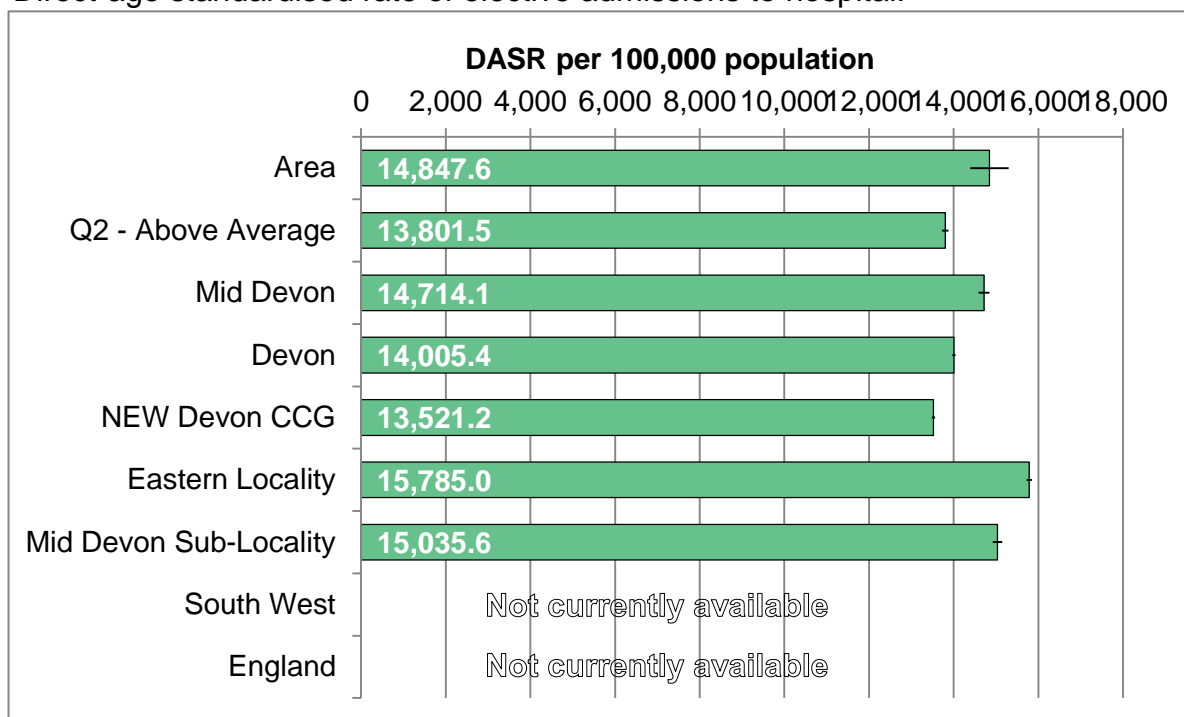 Direct age standardised rate of elective admissions to hospital.
DASR per 100,000 population
0 2,000 4,000 6,000 8,000 10,000 12,000 14,000 16,000 18,000
Area 14,847.6
Q2 - Above Average 13,801.5
Mid Devon 14,714.1
Devon 14,005.4
NEW Devon CCG 13,521.2
Eastern Locality 15,785.0
Mid Devon Sub-Locality 15,035.6
South West Not currently available
England Not currently available